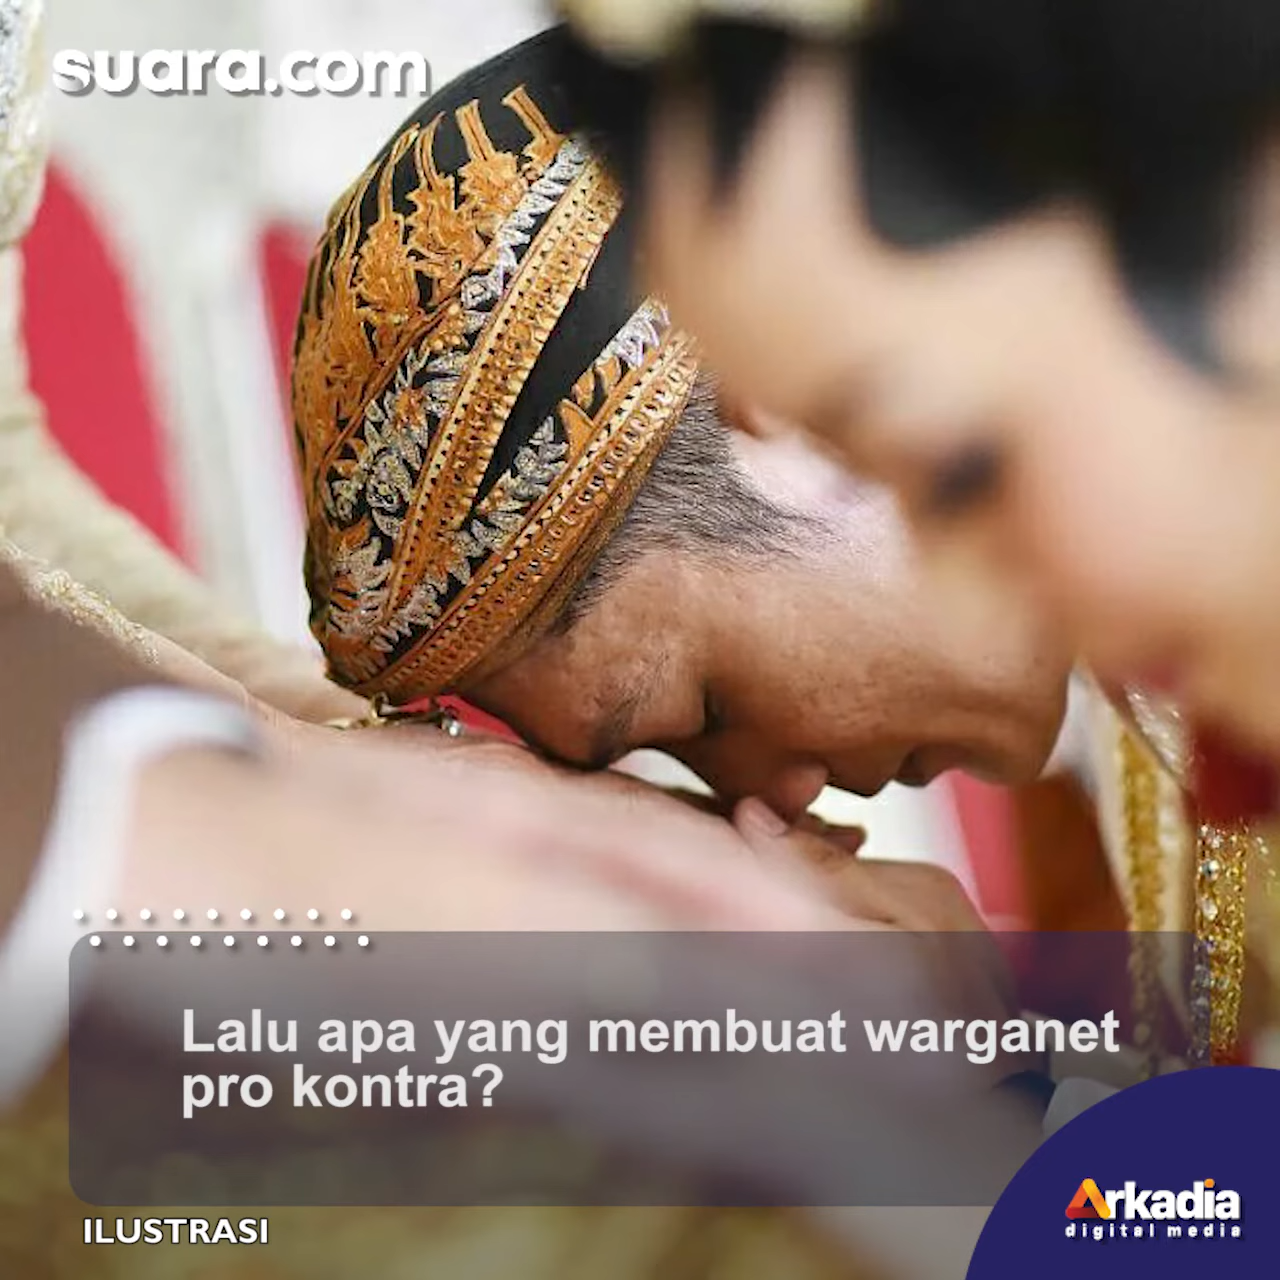 suara.com
Lalu apa yang membuat warganet
pro kontra?
ILUSTRASI
Arkadia
digital media